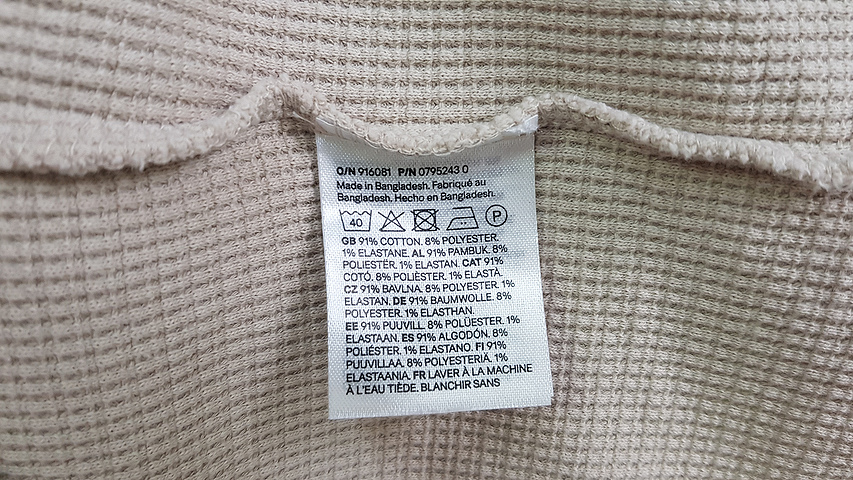 O/N 916081 P/N 0795243 0
Made in Bangladesh. Fabriqué au
Bangladesh. Hecho en Bangladesh.
40 P
GB 91% COTTON. 8% POLYESTER.
1% ELASTANE. AL 91% PAMBUK. 8%
POLIESTËR. 1% ELASTAN. CAT 91%
COTÓ. 8% POLIÈSTER. 1% ELASTÀ.
CZ 91% BAVLNA. 8% POLYESTER. 1%
ELASTAN. DE 91% BAUMWOLLE. 8%
POLYESTER. 1% ELASTHAN.
EE 91% PUUVILL. 8% POLÜESTER. 1%
ELASTAAN. ES 91% ALGODÓN. 8%
POLIÉSTER. 1% ELASTANO. FI 91%
PUUVILLAA. 8% POLYESTERIÄ. 1%
ELASTAANIA. FR LAVER À LA MACHINE
À L'EAU TIÈDE. BLANCHIR SANS